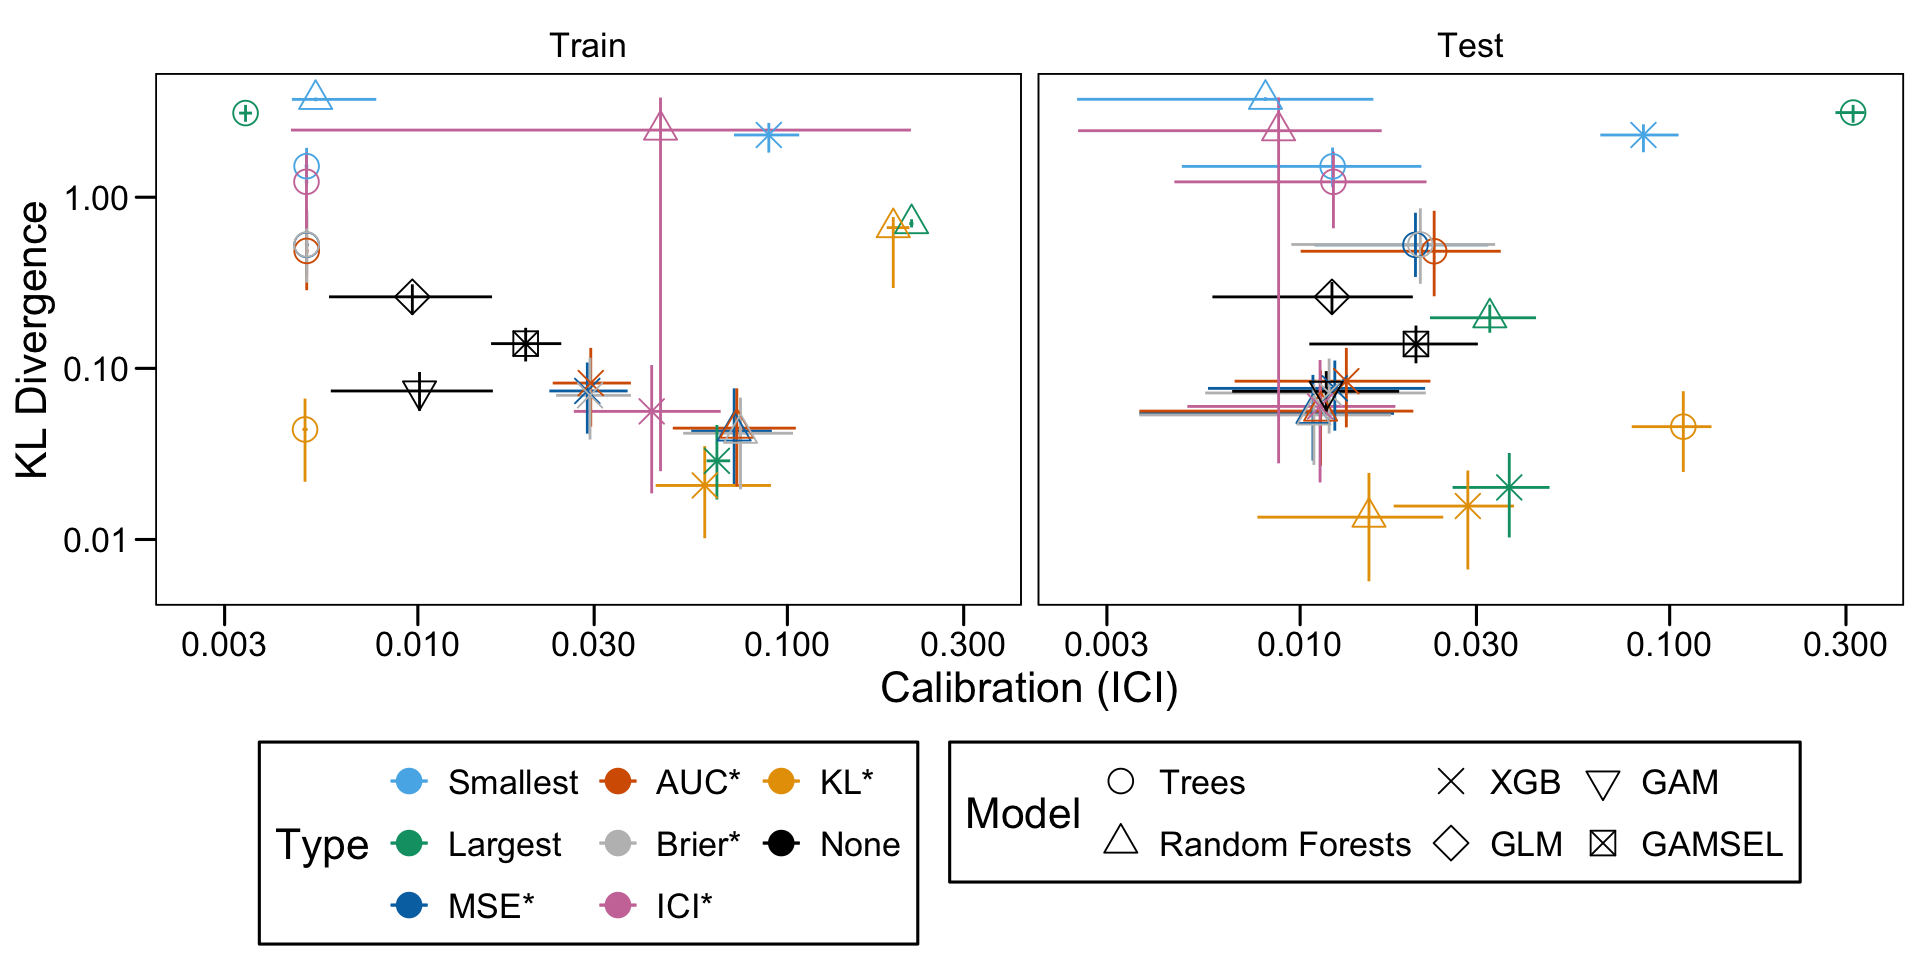 Train
Test
KL Divergence
1.00
0.10
0.01
0.003 0.010 0.030 0.100 0.300
0.003 0.010 0.030 0.100 0.300
Calibration (ICI)
Type
Smallest AUC* KL*
Largest Brier* None
MSE* ICI*
Model
Trees XGB GAM
Random Forests GLM GAMSEL